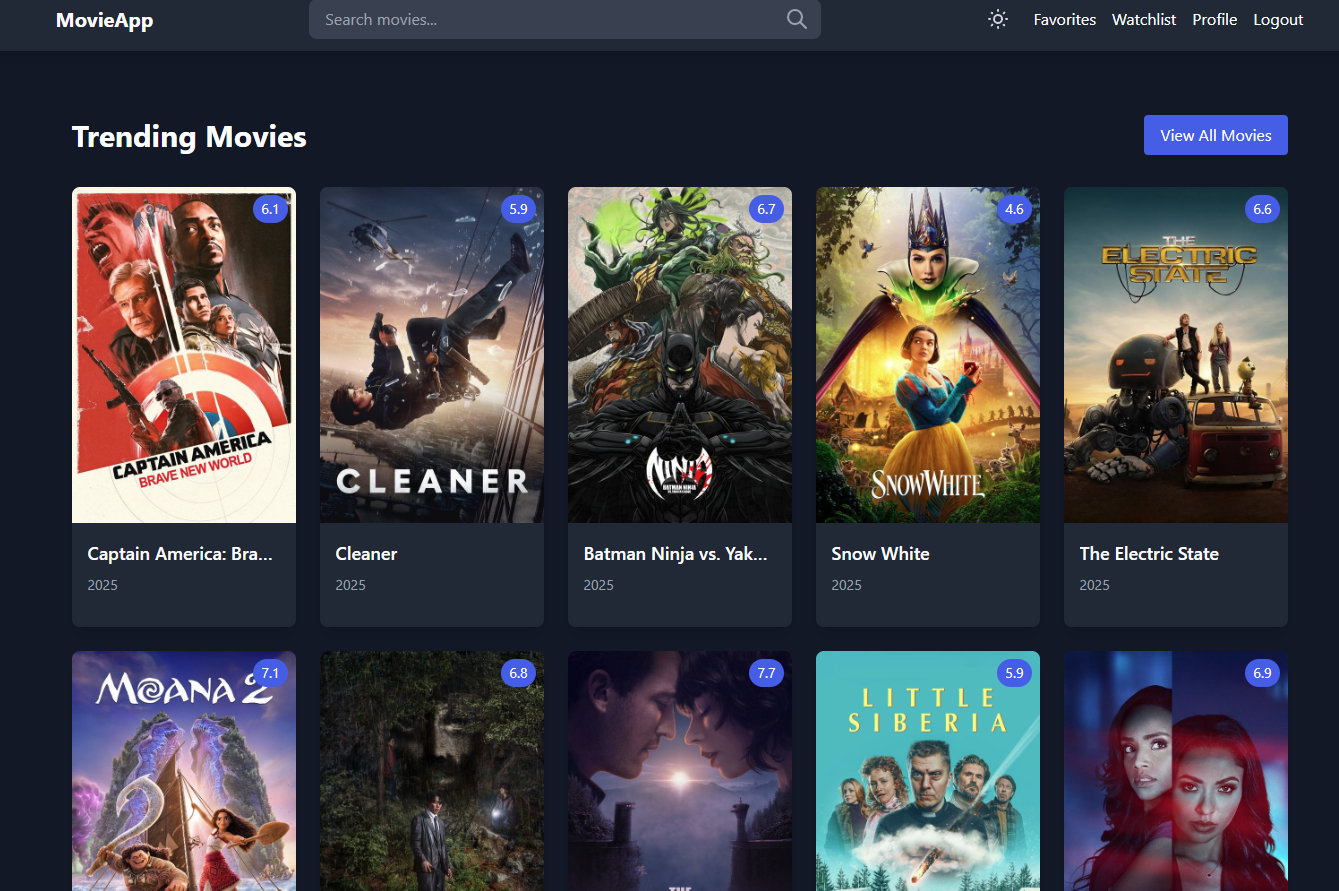 MovieApp
Search movies...
Favorites
Watchlist
Profile
Logout
Trending Movies
View All Movies
6.1
CAPTAIN AMERICA
BRAVE NEW WORLD
5.9
CLEANER
6.7
NINJA
4.6
SNOW WHITE
6.6
THE
ELECTRIC
STATE
Captain America: Bra...
2025
Cleaner
2025
Batman Ninja vs. Yak...
2025
Snow White
2025
The Electric State
2025
7.1
MOANA 2
6.8
7.7
THE
5.9
LITTLE
SIBERIA
6.9